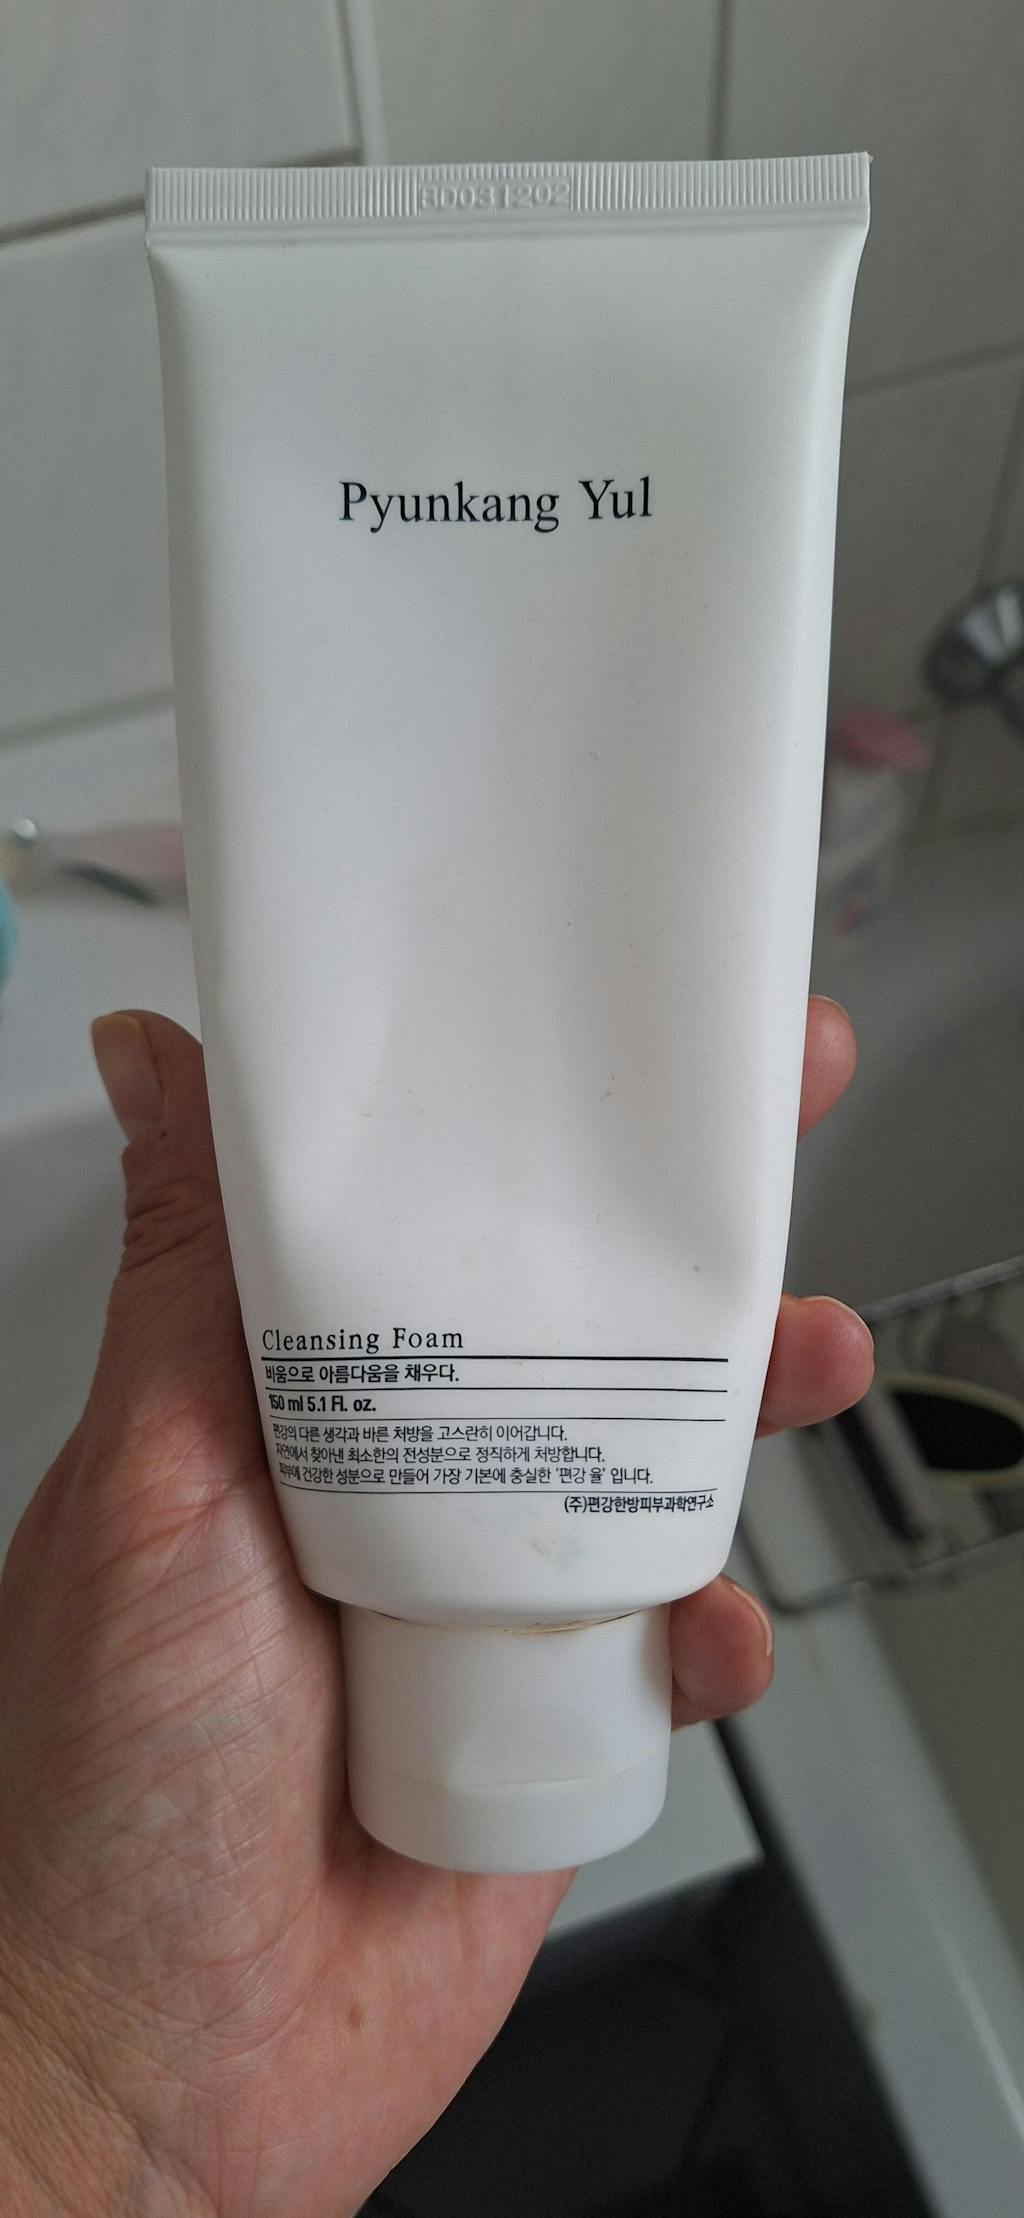 BD031202
Pyunkang Yul
Cleansing Foam
비움으로 아름다움을 채우다.
150 ml 5.1 Fl. oz.
편강의 다른 생각과 바른 처방을 고스란히 이어갑니다.
자연에서 찾아낸 최소한의 전성분으로 정직하게 처방합니다.
피부에 건강한 성분으로 만들어 가장 기본에 충실한 '편강 율' 입니다.
(주)편강한방피부과학연구소